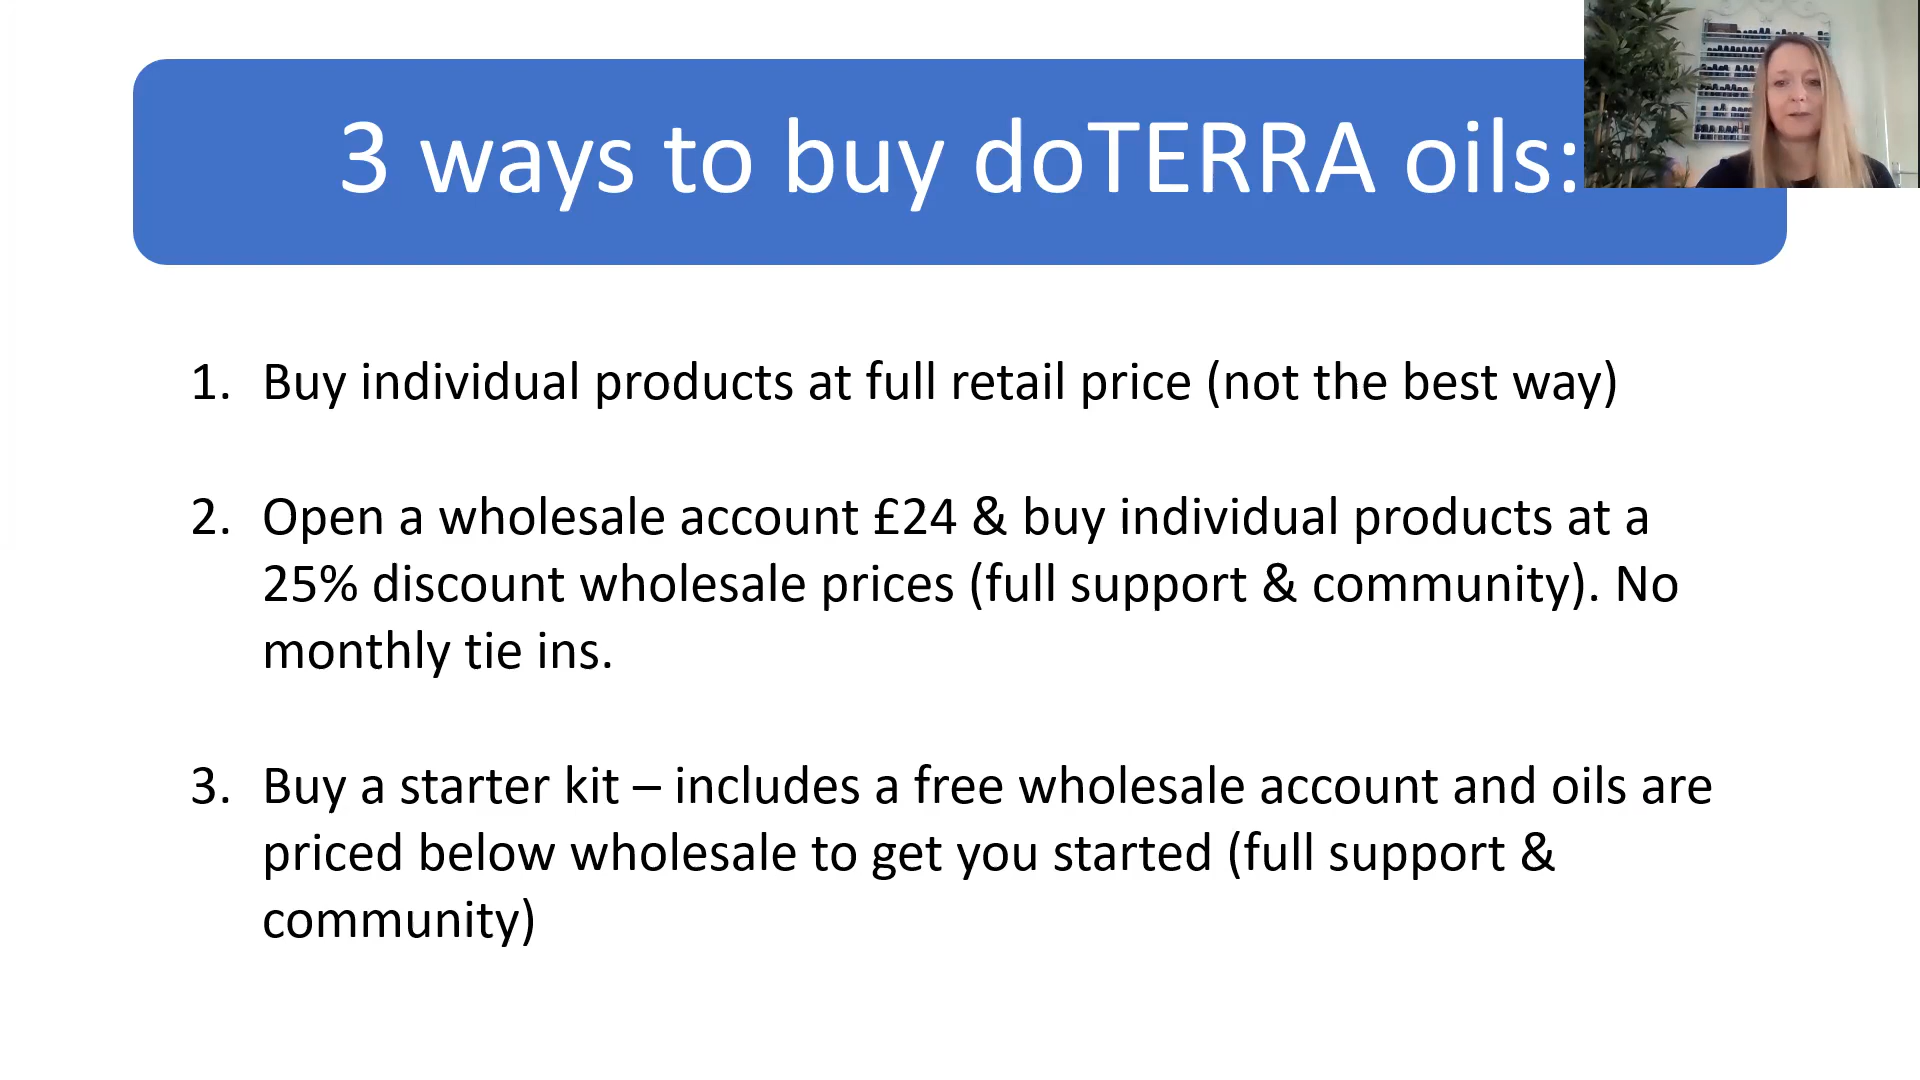 3 ways to buy doTERRA oils:
1. Buy individual products at full retail price (not the best way)
2. Open a wholesale account £24 & buy individual products at a
25% discount wholesale prices (full support & community). No
monthly tie ins.
3. Buy a starter kit – includes a free wholesale account and oils are
priced below wholesale to get you started (full support &
community)